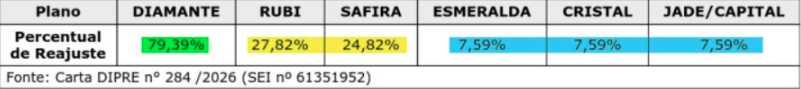 Plano DIAMANTE RUBI SAFIRA ESMERALDA CRISTAL JADE/CAPITAL
Percentual de Reajuste 79,39% 27,82% 24,82% 7,59% 7,59% 7,59%
Fonte: Carta DIPRE n° 284 /2026 (SEI nº 61351952)